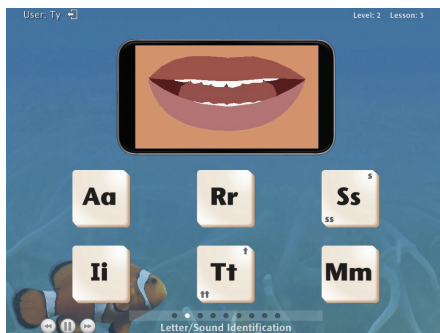 User: Ty
Level: 2 Lesson: 3
Aa
Rr
s
Ss
ss
Ii
t
Tt
tt
Mm
Letter/Sound Identification